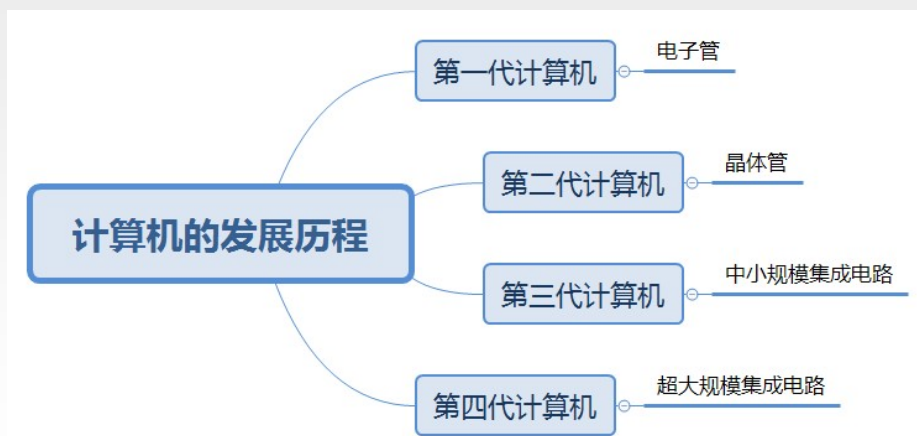 计算机的发展历程
第一代计算机
电子管
第二代计算机
晶体管
第三代计算机
中小规模集成电路
第四代计算机
超大规模集成电路